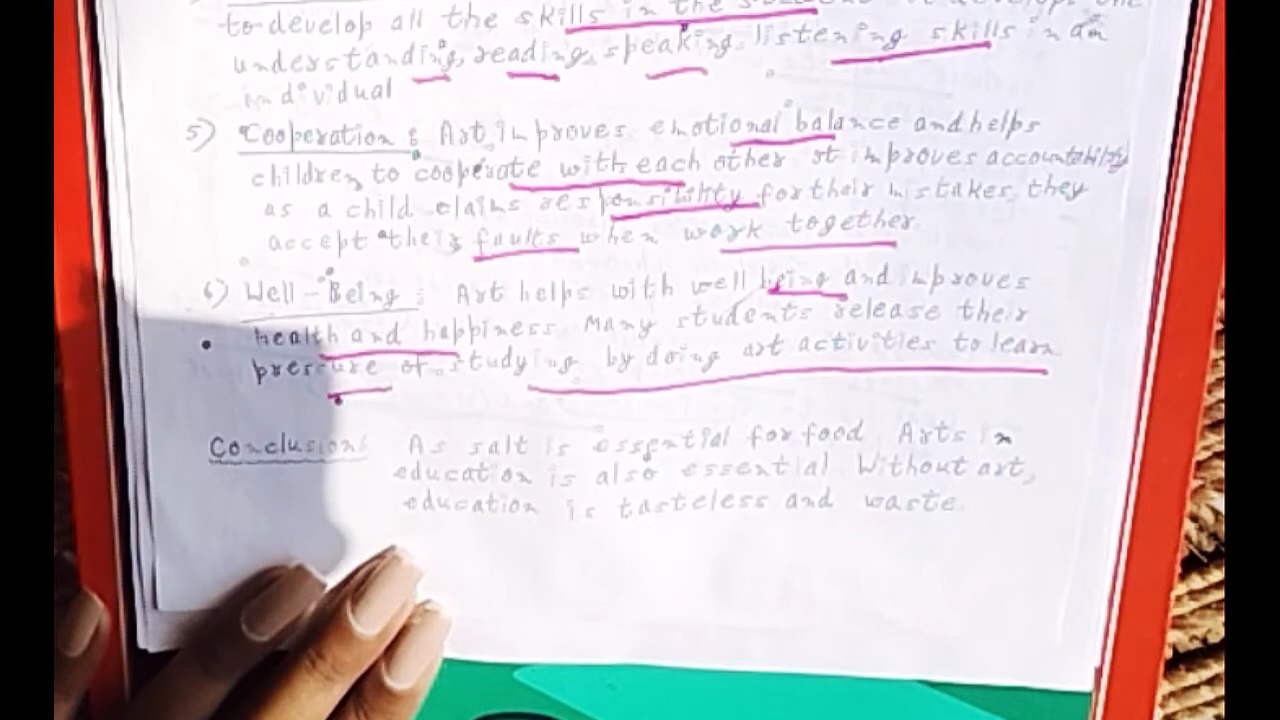 to develop all the skills in the
understanding, reading, speaking, listening skills in an
individual
5) Cooperation : Art improves emotional balance and helps
children to cooperate with each other It improves accountability
as a child claims responsibility for their mistakes, they
accept their faults when work together
6) Well-Being : Art helps with well being and improves
health and happiness Many students release their
pressure of studying by doing art activities to learn
Conclusion: As salt is essential for food Arts in
education is also essential Without art,
education is tasteless and waste.